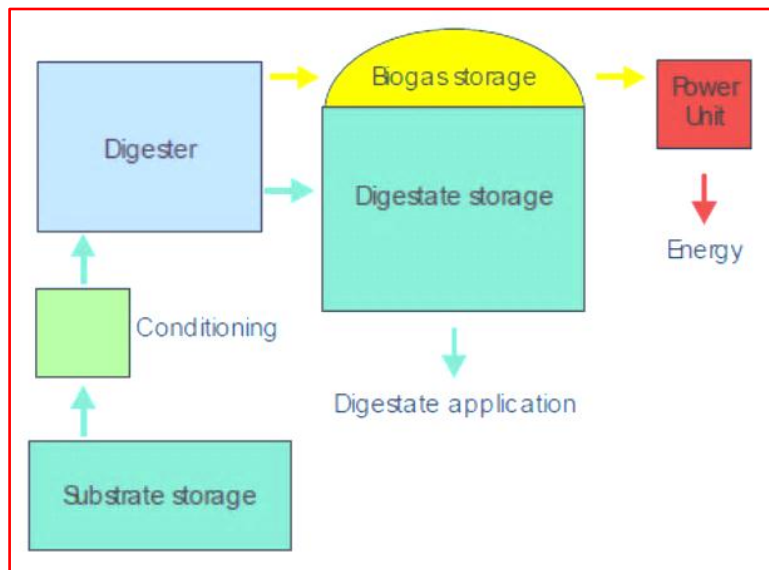 Biogas storage
Power
Unit
Digester
Digestate storage
Energy
Conditioning
Digestate application
Substrate storage